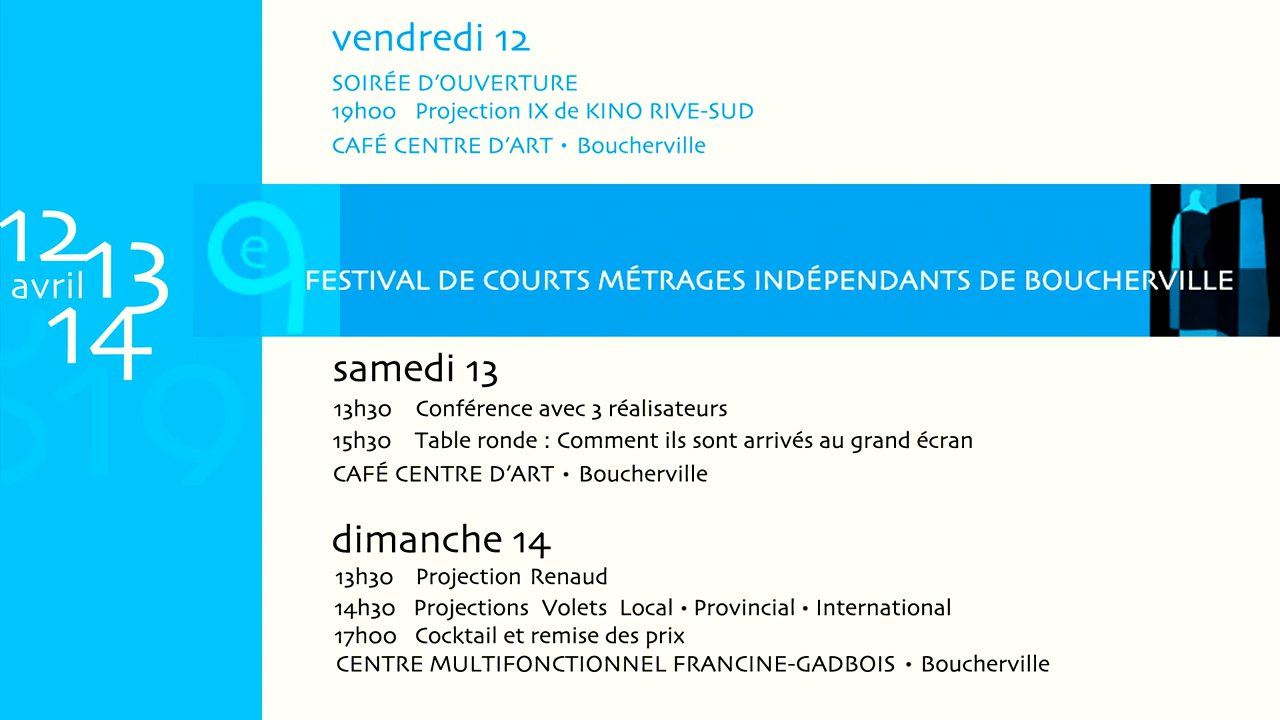 vendredi 12
SOIRÉE D'OUVERTURE
19h00 Projection IX de KINO RIVE-SUD
CAFÉ CENTRE D'ART • Boucherville
12
13
avril
14
9e
FESTIVAL DE COURTS MÉTRAGES INDÉPENDANTS DE BOUCHERVILLE
samedi 13
13h30 Conférence avec 3 réalisateurs
15h30 Table ronde : Comment ils sont arrivés au grand écran
CAFÉ CENTRE D'ART • Boucherville
dimanche 14
13h30 Projection Renaud
14h30 Projections Volets Local • Provincial • International
17h00 Cocktail et remise des prix
CENTRE MULTIFONCTIONNEL FRANCINE-GADBOIS • Boucherville